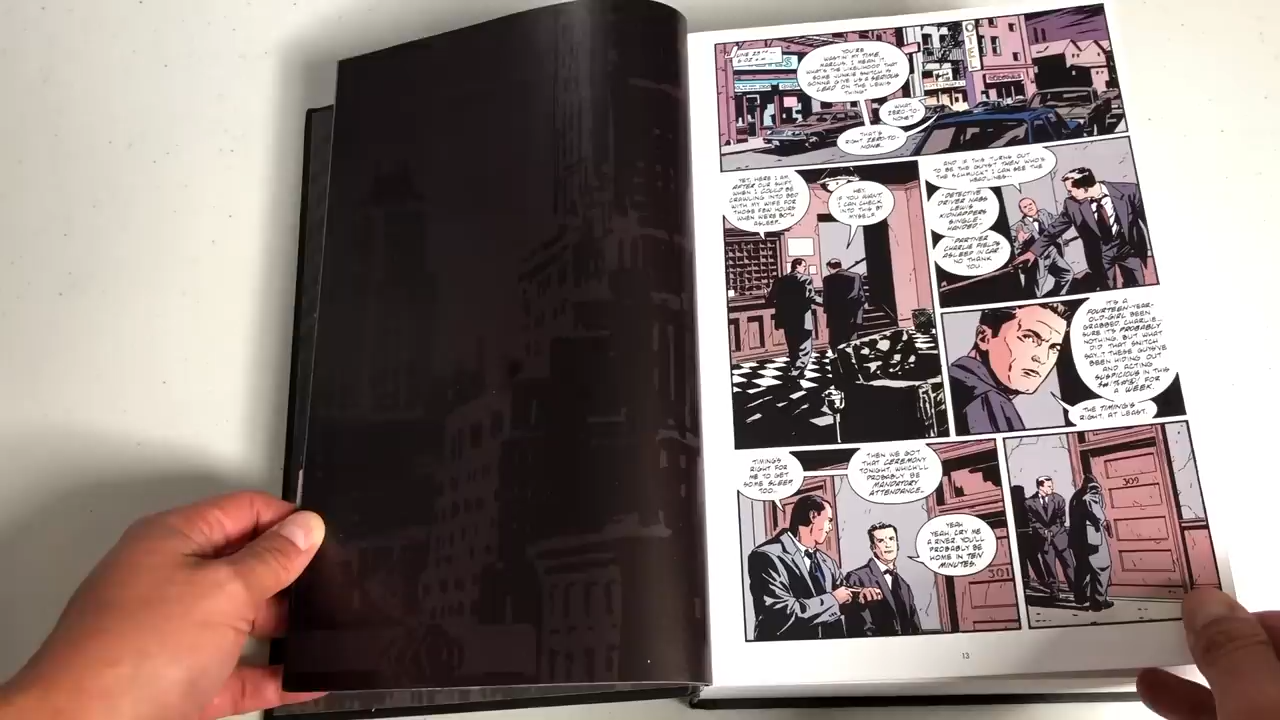 JUNE 23RD --
6:02 A.M. --
OTEL
YOU'RE
WASTIN' MY TIME,
MARCUS. I MEAN IT.
WHAT'S THE LIKELIHOOD THAT
SOME JUNKIE SNITCH IS
GONNA GIVE US A SERIOUS
LEAD ON THE LEWIS
THING?
WHAT,
ZERO-TO-
NONE?
THAT'S
RIGHT. ZERO-TO-
NONE...
YET, HERE I AM,
AFTER OUR SHIFT,
WHEN I COULD BE
CRAWLING INTO BED
WITH MY WIFE FOR
THOSE FEW HOURS
WHEN WE'RE BOTH
ASLEEP...
HEY,
IF YOU WANT,
I CAN CHECK
INTO THIS BY
MYSELF.
AND IF THIS TURNS OUT
TO BE THE GUYS? THEN WHO'S
THE SCHMUCK? I CAN SEE THE
HEADLINES...
"DETECTIVE
DRIVER NABS
LEWIS
KIDNAPPERS
SINGLE-
HANDED."
"PARTNER
CHARLIE FIELDS
ASLEEP IN CAR."
NO THANK
YOU.
IT'S A
FOURTEEN-YEAR-
OLD-GIRL BEEN
GRABBED, CHARLIE...
SURE IT'S PROBABLY
NOTHING, BUT WHAT
DID THAT SNITCH
SAY..? THESE GUYS'VE
BEEN HIDING OUT
AND ACTING
SUSPICIOUS IN THIS
FOR
A WEEK.
THE TIMING'S
RIGHT, AT LEAST.
TIMING'S
RIGHT FOR
ME TO GET
SOME SLEEP,
TOO...
THEN WE GOT
THAT CEREMONY
TONIGHT, WHICH'LL
PROBABLY BE
MANDATORY
ATTENDANCE...
YEAH
YEAH, CRY ME
A RIVER. YOU'LL
PROBABLY BE
HOME IN TEN
MINUTES.
301
309
13